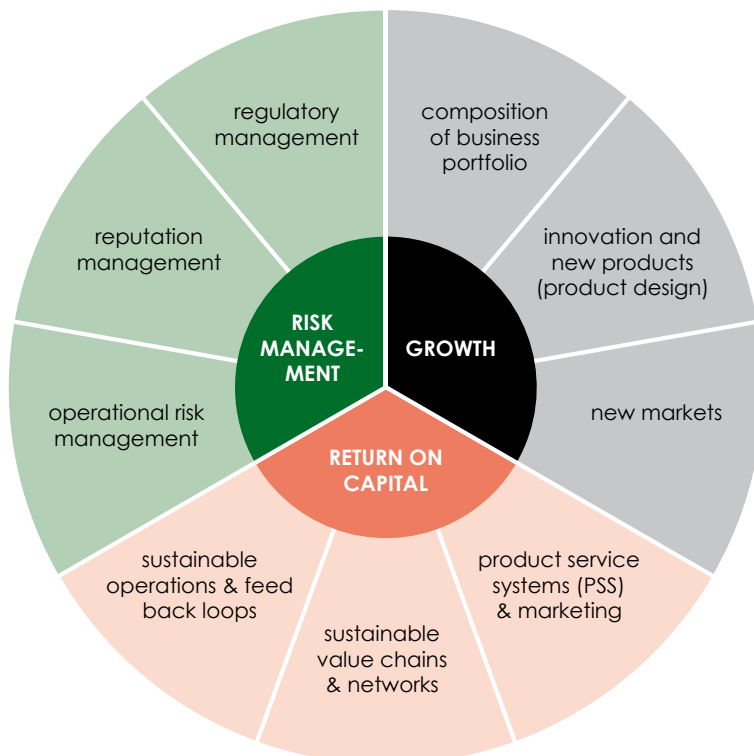 regulatory
management
composition
of business
portfolio
reputation
management
innovation and
new products
(product design)
RISK
MANAGE-
MENT
GROWTH
operational risk
management
new markets
RETURN ON
CAPITAL
sustainable
operations & feed
back loops
product service
systems (PSS)
& marketing
sustainable
value chains
& networks